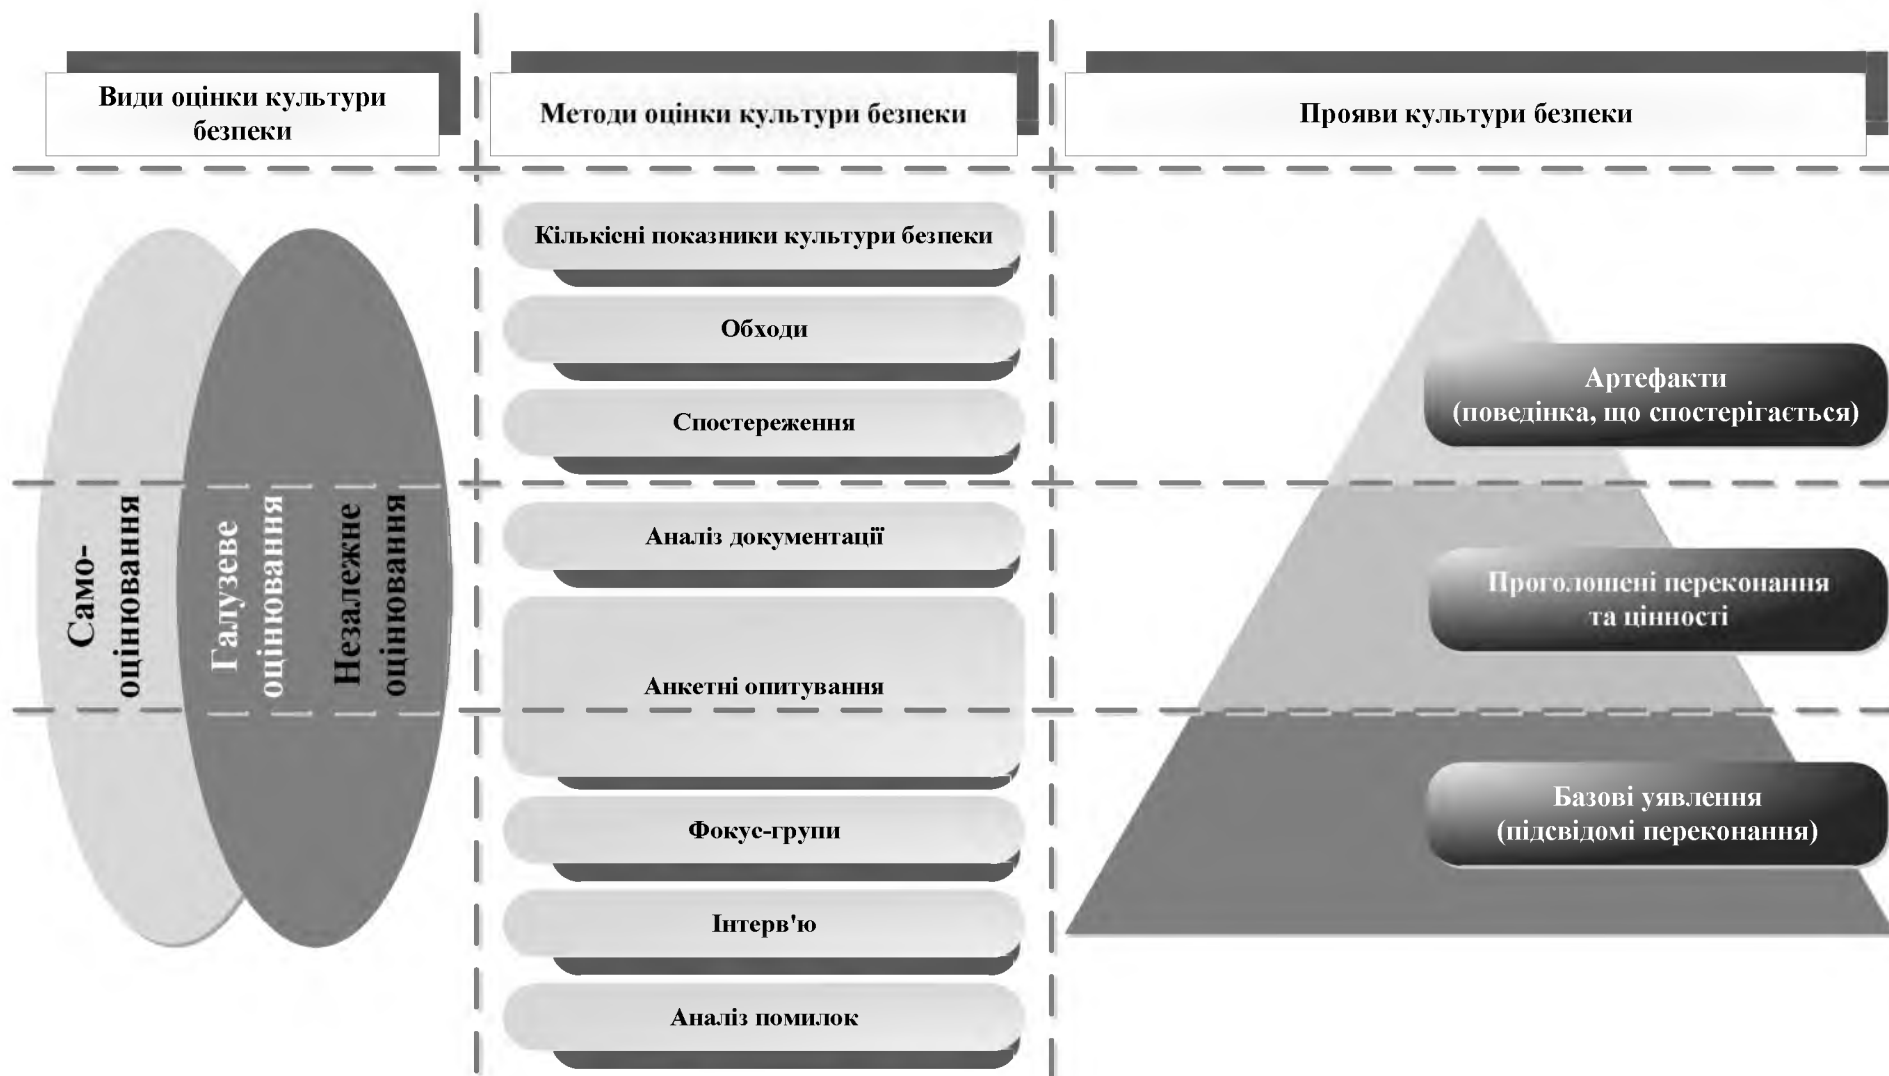 Види оцінки культури
безпеки
Методи оцінки культури безпеки
Прояви культури безпеки
Само-
оцінювання
Галузеве
оцінювання
Незалежне
оцінювання
Кількісні показники культури безпеки
Обходи
Спостереження
Аналіз документації
Анкетні опитування
Фокус-групи
Інтерв'ю
Аналіз помилок
Артефакти
(поведінка, що спостерігається)
Проголошені переконання
та цінності
Базові уявлення
(підсвідомі переконання)